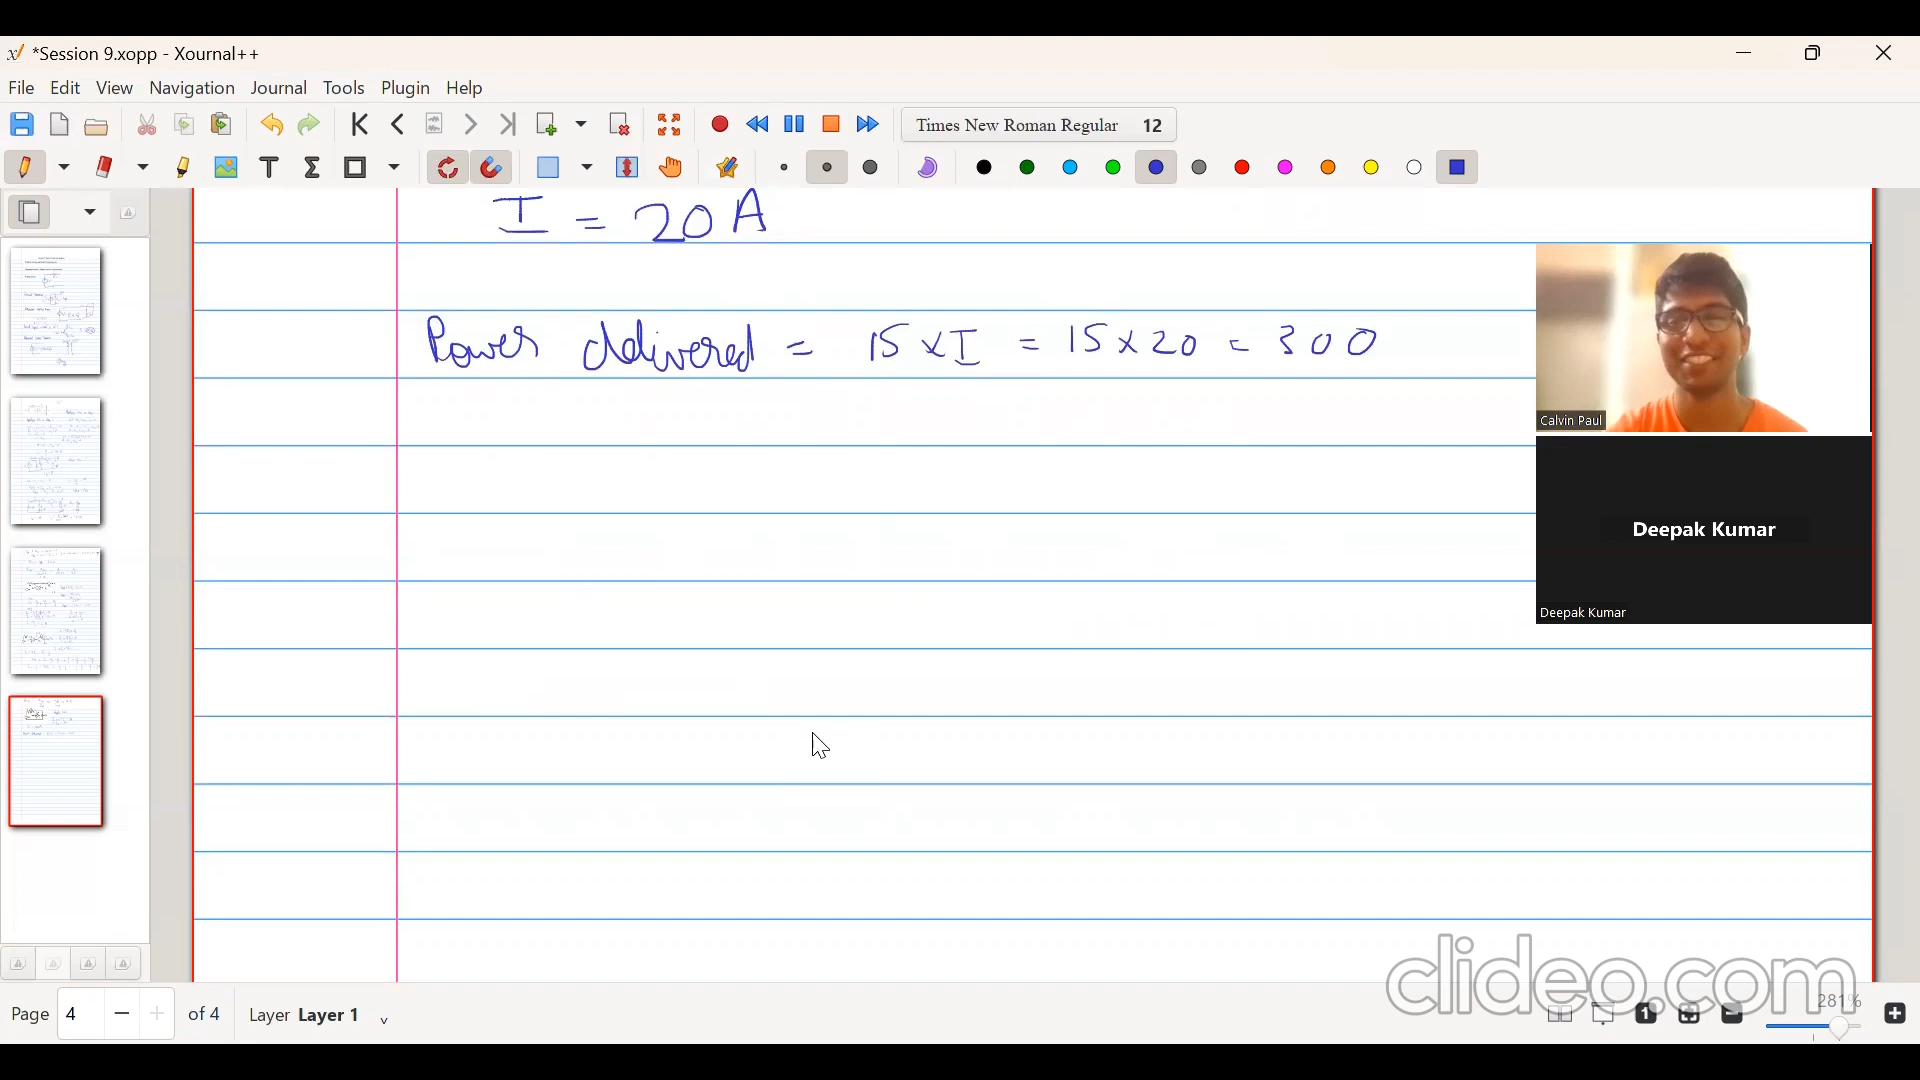 *Session 9.xopp - Xournal++
File Edit View Navigation Journal Tools Plugin Help
Times New Roman Regular 12
I = 20 A
Power delivered = 15 x I = 15 x 20 = 300
Calvin Paul
Deepak Kumar
Deepak Kumar
clideo.com
281%
Page 4 of 4 Layer Layer 1